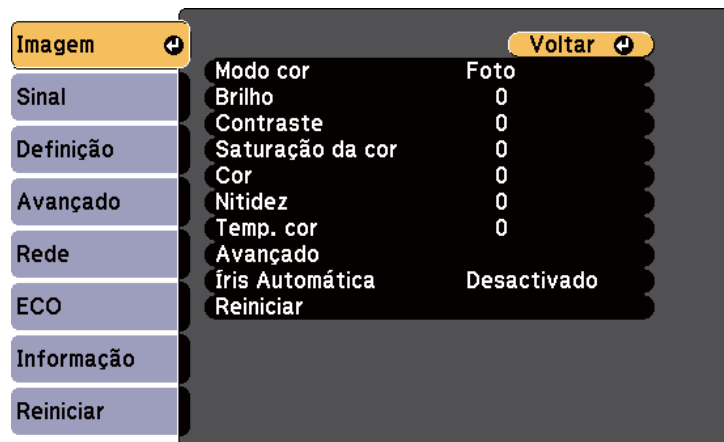 Imagem
Sinal
Definição
Avançado
Rede
ECO
Informação
Reiniciar
Voltar
Modo cor Foto
Brilho 0
Contraste 0
Saturação da cor 0
Cor 0
Nitidez 0
Temp. cor 0
Avançado
Íris Automática Desactivado
Reiniciar